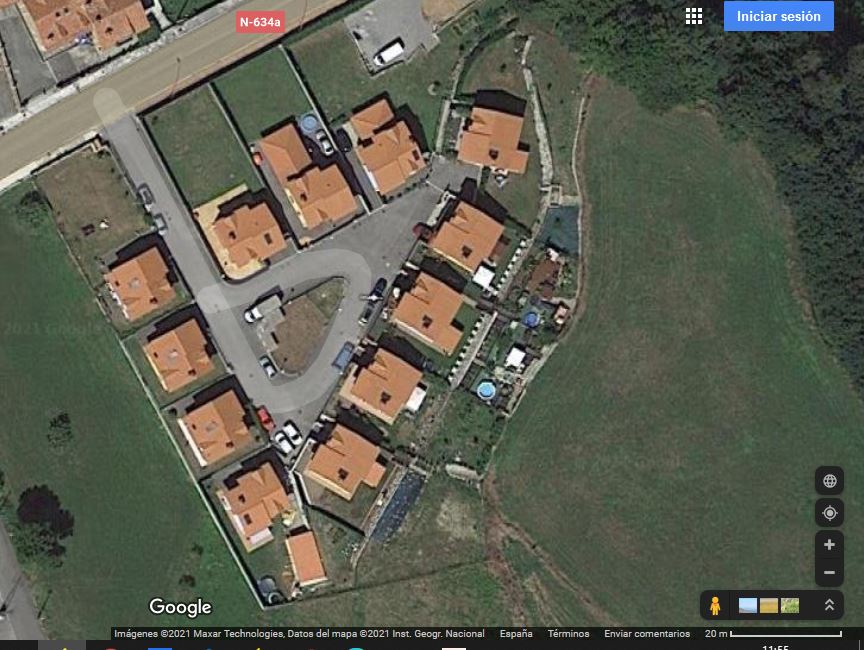 N-634a
Iniciar sesión
2021 Google
Google
Imágenes ©2021 Maxar Technologies, Datos del mapa ©2021 Inst. Geogr. Nacional España Términos Enviar comentarios 20 m
11:55